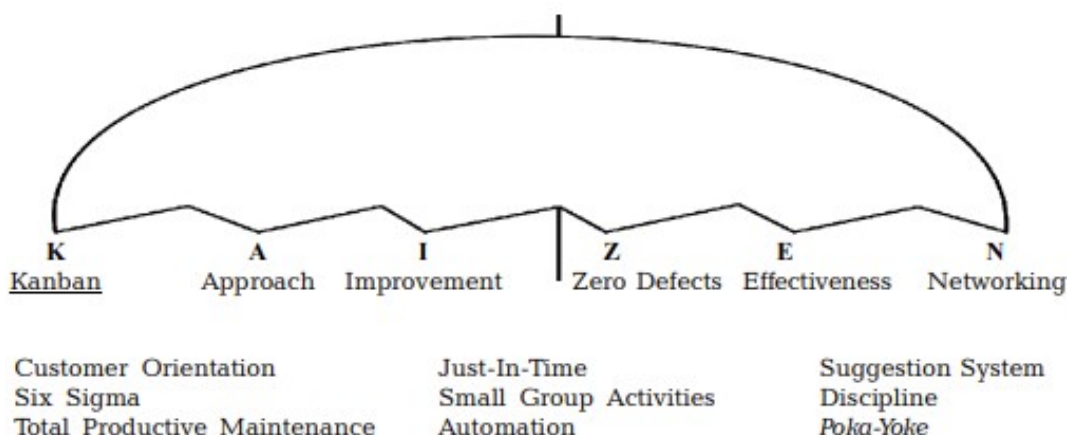 K A I Z E N
Kanban Approach Improvement Zero Defects Effectiveness Networking
Customer Orientation Just-In-Time Suggestion System
Six Sigma Small Group Activities Discipline
Total Productive Maintenance Automation Poka-Yoke